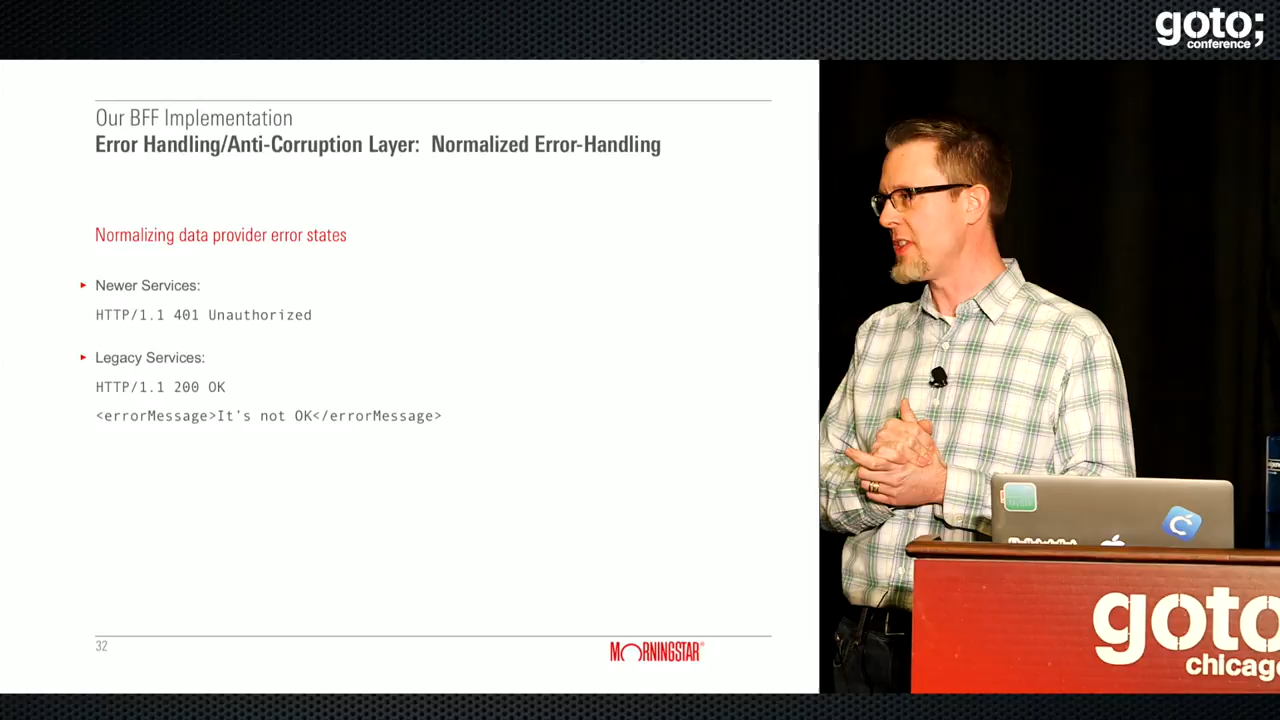 goto;
conference
Our BFF Implementation
Error Handling/Anti-Corruption Layer: Normalized Error-Handling
Normalizing data provider error states
Newer Services:
HTTP/1.1 401 Unauthorized
Legacy Services:
HTTP/1.1 200 OK
<errorMessage>It's not OK</errorMessage>
32
MORNINGSTAR®
goto
chicago